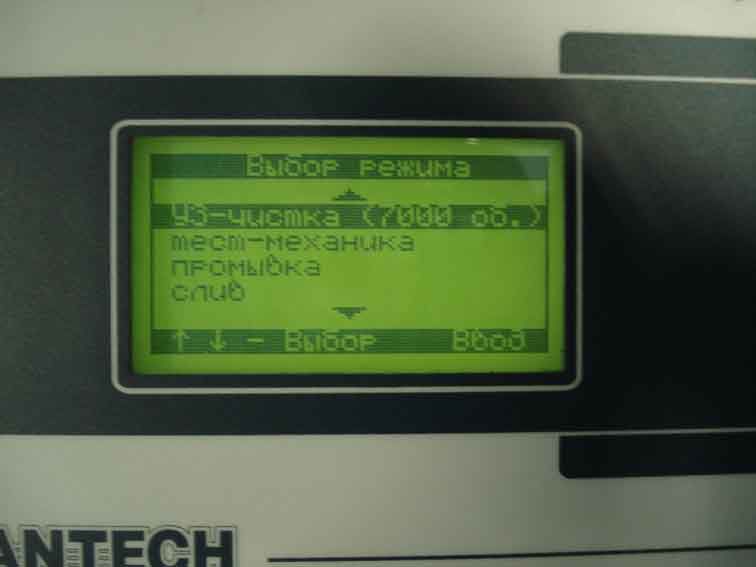 Выбор режима
УЗ-чистка (7000 об.)
тест-механика
промывка
слив
↑ ↓ - Выбор Ввод
ANTECH